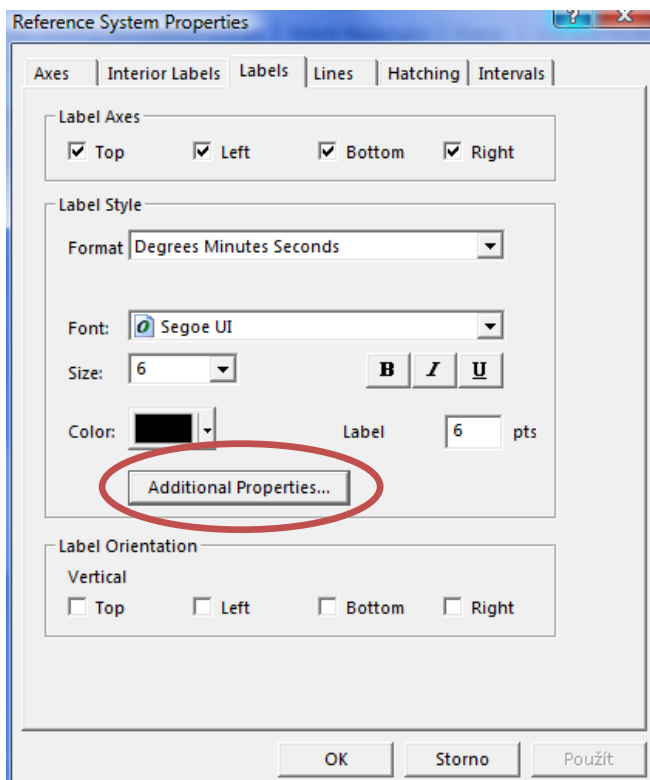 Reference System Properties
? X
Axes Interior Labels Labels Lines Hatching Intervals
Label Axes
Top Left Bottom Right
Label Style
Format Degrees Minutes Seconds
Font: O Segoe UI
Size: 6 B I U
Color: Label 6 pts
Additional Properties...
Label Orientation
Vertical
Top Left Bottom Right
OK Storno Použít